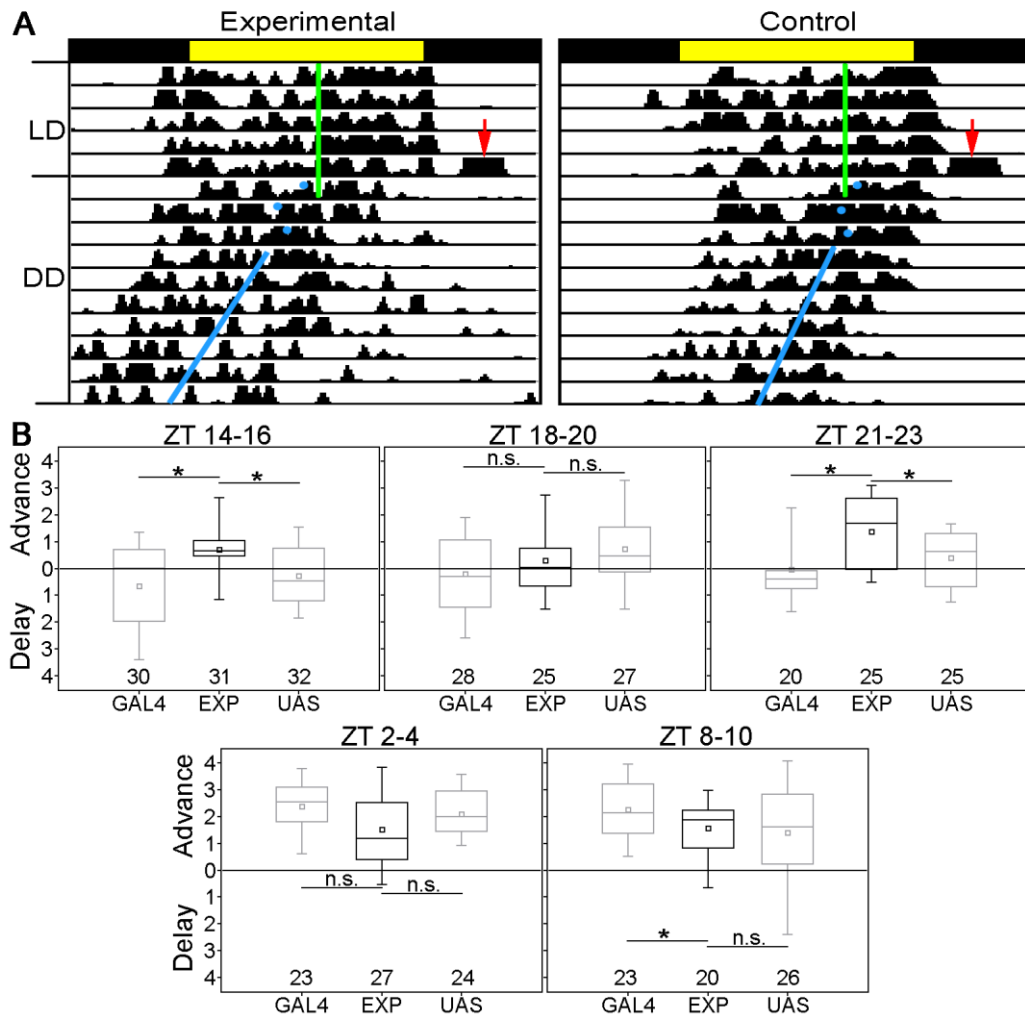 A
Experimental
Control
LD
DD
B
ZT 14-16
ZT 18-20
ZT 21-23
Advance
Delay
4
3
2
1
0
1
2
3
4
*
*
n.s.
n.s.
*
*
30
31
32
28
25
27
20
25
25
GAL4
EXP
UAS
GAL4
EXP
UAS
GAL4
EXP
UAS
ZT 2-4
ZT 8-10
Advance
Delay
4
3
2
1
0
1
2
3
4
n.s.
n.s.
*
n.s.
23
27
24
23
20
26
GAL4
EXP
UAS
GAL4
EXP
UAS